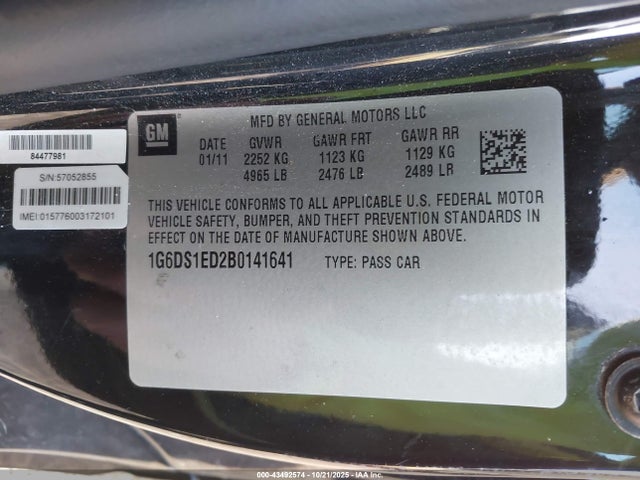 MFD BY GENERAL MOTORS LLC
GM
DATE GVWR GAWR FRT GAWR RR
01/11 2252 KG 1123 KG 1129 KG
4965 LB 2476 LB 2489 LB
THIS VEHICLE CONFORMS TO ALL APPLICABLE U.S. FEDERAL MOTOR
VEHICLE SAFETY, BUMPER, AND THEFT PREVENTION STANDARDS IN
EFFECT ON THE DATE OF MANUFACTURE SHOWN ABOVE.
1G6DS1ED2B0141641 TYPE: PASS CAR
84477981
S/N:57052855
IMEI:015776003172101
© 000-43492574 - 10/21/2025 - IAAI.COM